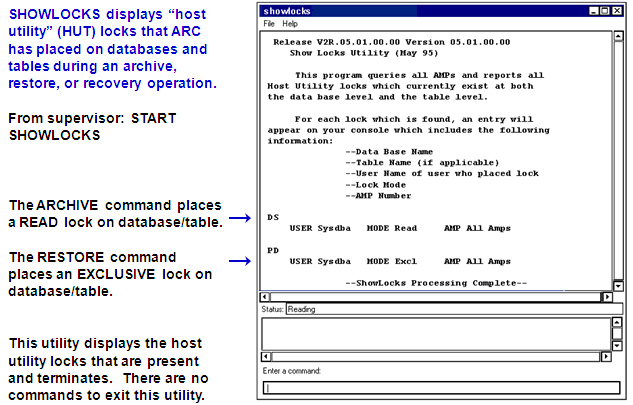 SHOWLOCKS displays “host
utility” (HUT) locks that ARC
has placed on databases and
tables during an archive,
restore, or recovery operation.
From supervisor: START
SHOWLOCKS
The ARCHIVE command places
a READ lock on database/table.
The RESTORE command
places an EXCLUSIVE lock on
database/table.
This utility displays the host
utility locks that are present
and terminates. There are no
commands to exit this utility.
showlocks
File Help
Release V2R.05.01.00.00 Version 05.01.00.00
Show Locks Utility (May 95)
This program queries all AMPs and reports all
Host Utility locks which currently exist at both
the data base level and the table level.
For each lock which is found, an entry will
appear on your console which includes the following
information:
--Data Base Name
--Table Name (if applicable)
--User Name of user who placed lock
--Lock Mode
--AMP Number
DS
USER Sysdba MODE Read AMP All Amps
PD
USER Sysdba MODE Excl AMP All Amps
--ShowLocks Processing Complete--
Status: Reading
Enter a command: